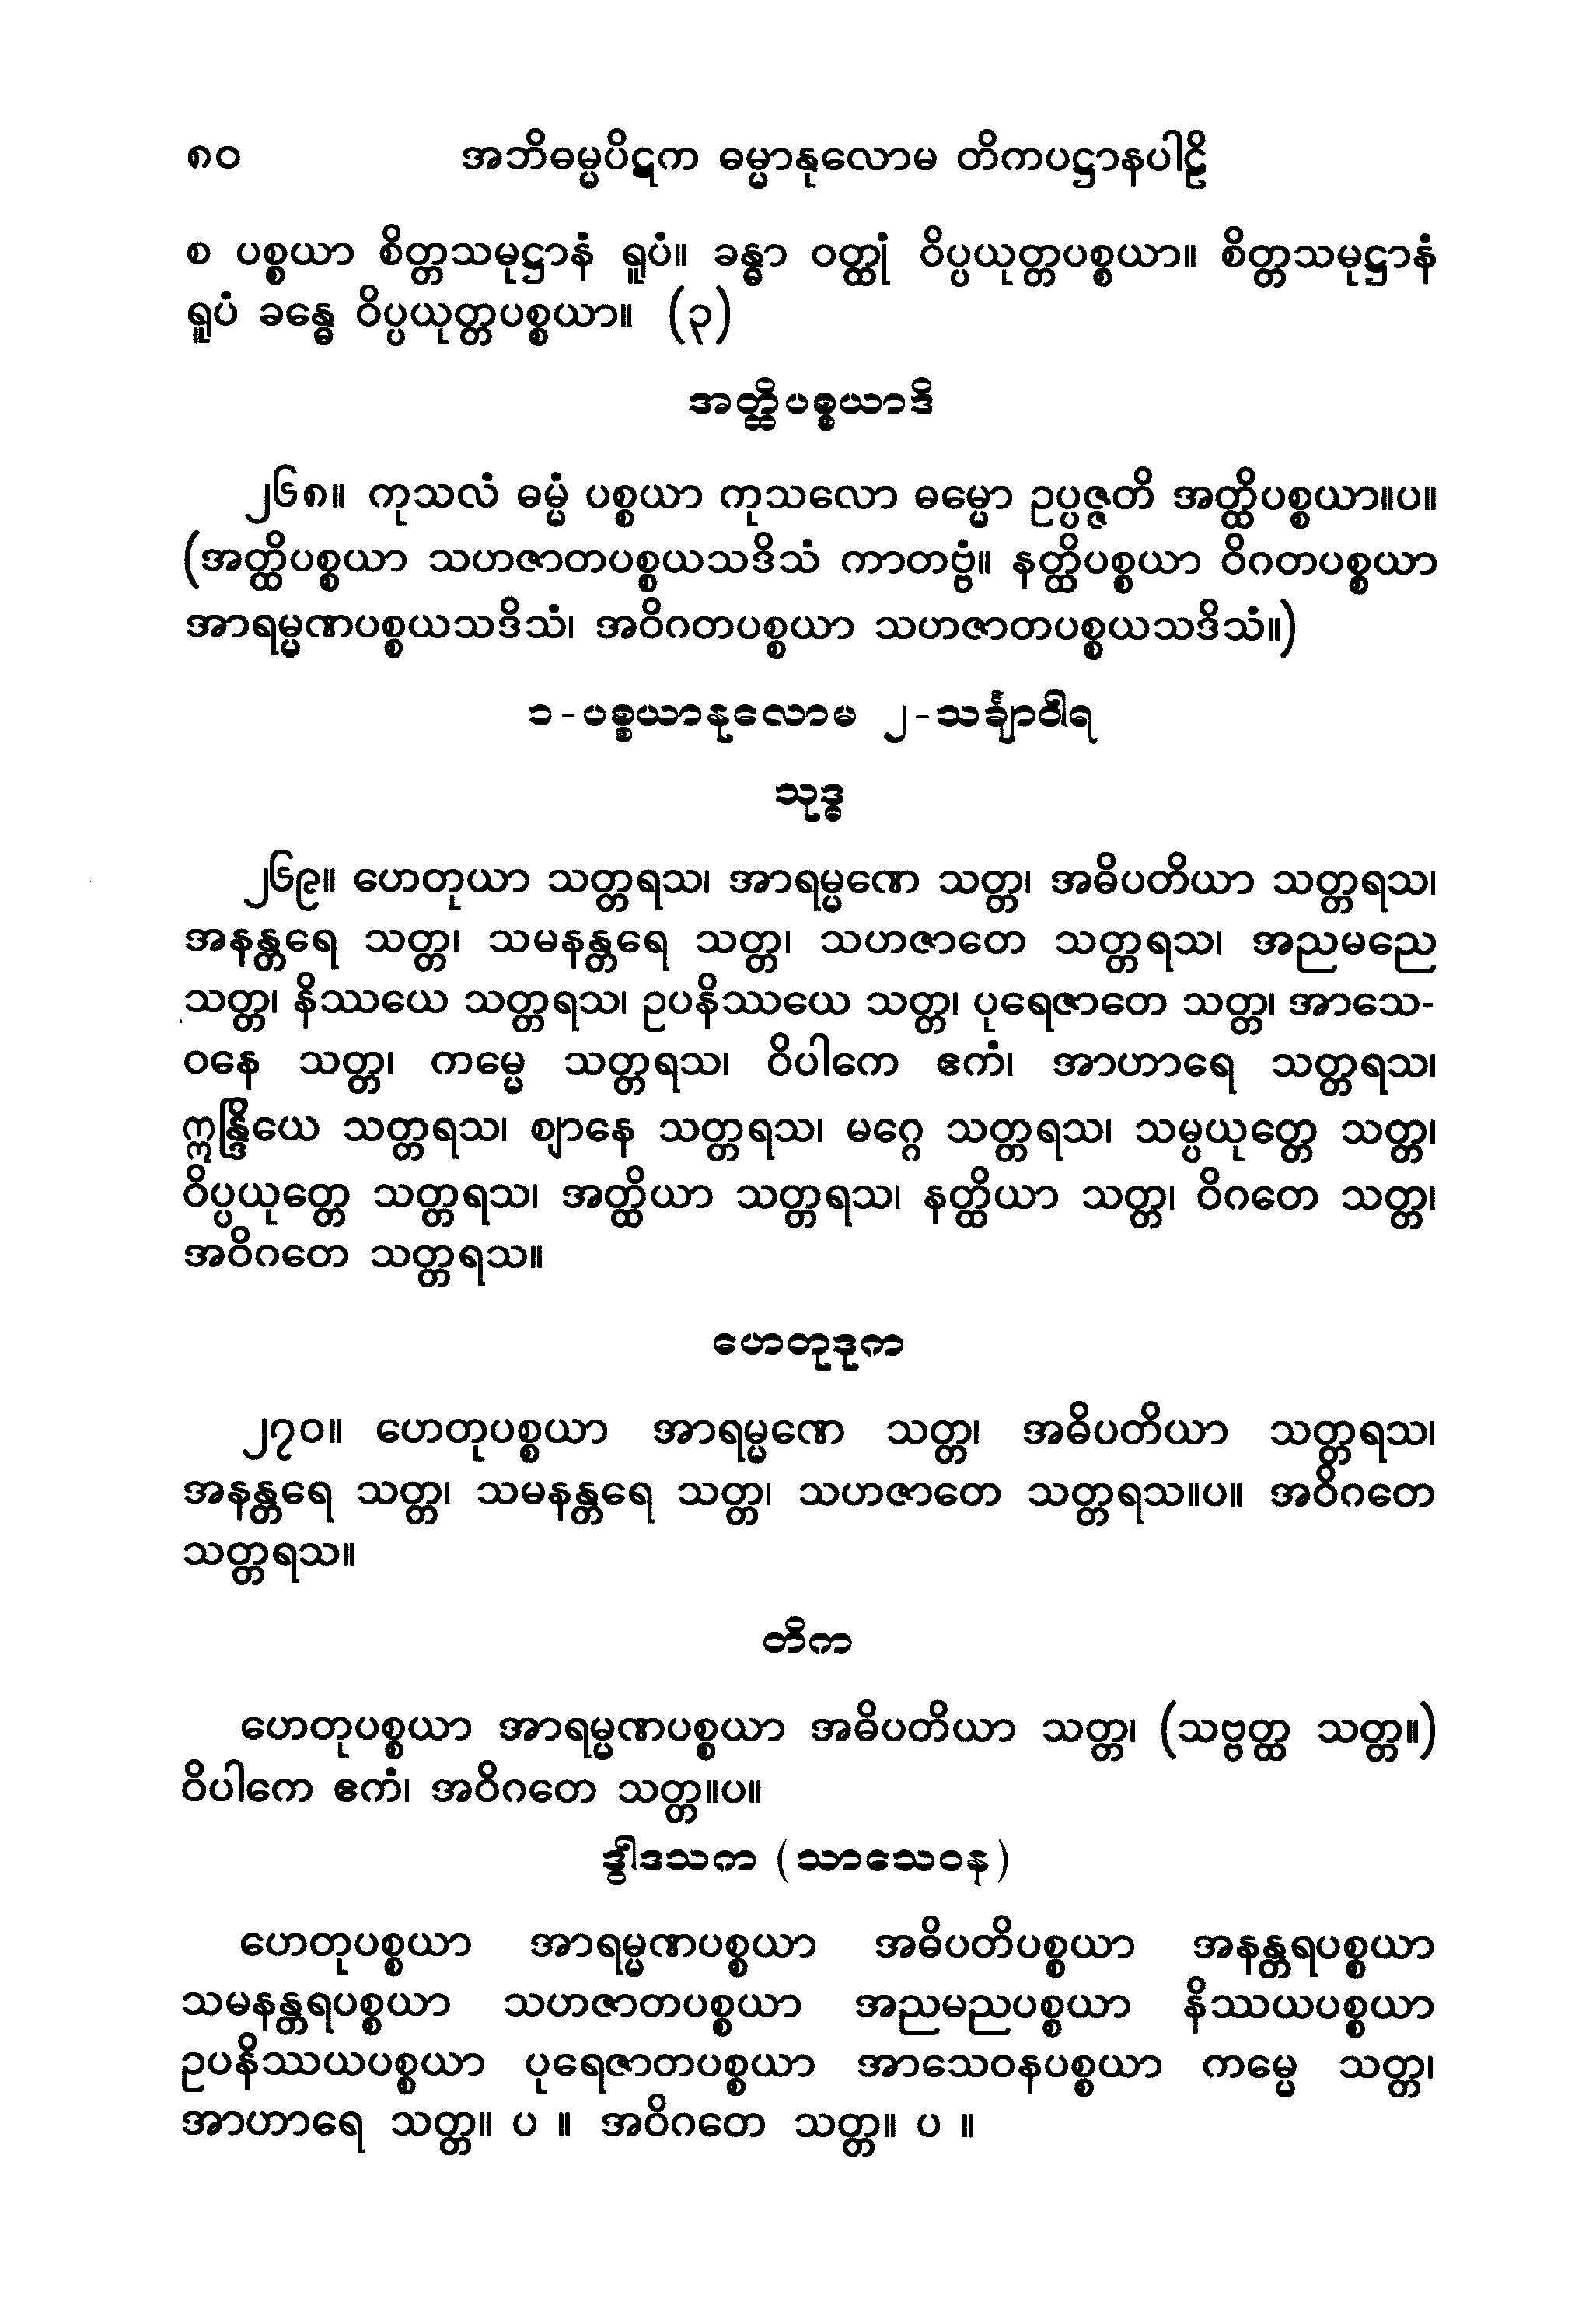 ၈၀ အဘိဓမ္မပိဋက ဓမ္မာနုလောမ တိကပဋ္ဌာနပါဠိ
စ ပစ္စယာ စိတ္တသမုဋ္ဌာနံ ရူပံ။ ခန္ဓာ ဝတ္ထုံ ဝိပ္ပယုတ္တပစ္စယာ။ စိတ္တသမုဋ္ဌာနံ
ရူပံ ခန္ဓေ ဝိပ္ပယုတ္တပစ္စယာ။ (၃)
အတ္ထိပစ္စယာဒိ
၂၆၈။ ကုသလံ ဓမ္မံ ပစ္စယာ ကုသလော ဓမ္မော ဥပ္ပဇ္ဇတိ အတ္ထိပစ္စယာ။ပ။
(အတ္ထိပစ္စယာ သဟဇာတပစ္စယသဒိသံ ကာတဗ္ဗံ။ နတ္ထိပစ္စယာ ဝိဂတပစ္စယာ
အာရမ္မဏပစ္စယသဒိသံ၊ အဝိဂတပစ္စယာ သဟဇာတပစ္စယသဒိသံ။)
၁-ပစ္စယာနုလောမ ၂-သင်္ချာဝါရ
သုဒ္ဓ
၂၆၉။ ဟေတုယာ သတ္တရသ၊ အာရမ္မဏေ သတ္တ၊ အဓိပတိယာ သတ္တရသ၊
အနန္တရေ သတ္တ၊ သမနန္တရေ သတ္တ၊ သဟဇာတေ သတ္တရသ၊ အညမညေ
သတ္တ၊ နိဿယေ သတ္တရသ၊ ဥပနိဿယေ သတ္တ၊ ပုရေဇာတေ သတ္တ၊ အာသေ-
ဝနေ သတ္တ၊ ကမ္မေ သတ္တရသ၊ ဝိပါကေ ဧကံ၊ အာဟာရေ သတ္တရသ၊
ဣန္ဒြိယေ သတ္တရသ၊ ဈာနေ သတ္တရသ၊ မဂ္ဂေ သတ္တရသ၊ သမ္ပယုတ္တေ သတ္တ၊
ဝိပ္ပယုတ္တေ သတ္တရသ၊ အတ္ထိယာ သတ္တရသ၊ နတ္ထိယာ သတ္တ၊ ဝိဂတေ သတ္တ၊
အဝိဂတေ သတ္တရသ။
ဟေတုဒုက
၂၇၀။ ဟေတုပစ္စယာ အာရမ္မဏေ သတ္တ၊ အဓိပတိယာ သတ္တရသ၊
အနန္တရေ သတ္တ၊ သမနန္တရေ သတ္တ၊ သဟဇာတေ သတ္တရသ။ပ။ အဝိဂတေ
သတ္တရသ။
တိက
ဟေတုပစ္စယာ အာရမ္မဏပစ္စယာ အဓိပတိယာ သတ္တ၊ (သဗ္ဗတ္ထ သတ္တ။)
ဝိပါကေ ဧကံ၊ အဝိဂတေ သတ္တ။ပ။
ဒွါဒသက (သာသေဝန)
ဟေတုပစ္စယာ အာရမ္မဏပစ္စယာ အဓိပတိပစ္စယာ အနန္တရပစ္စယာ
သမနန္တရပစ္စယာ သဟဇာတပစ္စယာ အညမညပစ္စယာ နိဿယပစ္စယာ
ဥပနိဿယပစ္စယာ ပုရေဇာတပစ္စယာ အာသေဝနပစ္စယာ ကမ္မေ သတ္တ၊
အာဟာရေ သတ္တ။ ပ ။ အဝိဂတေ သတ္တ။ ပ ။